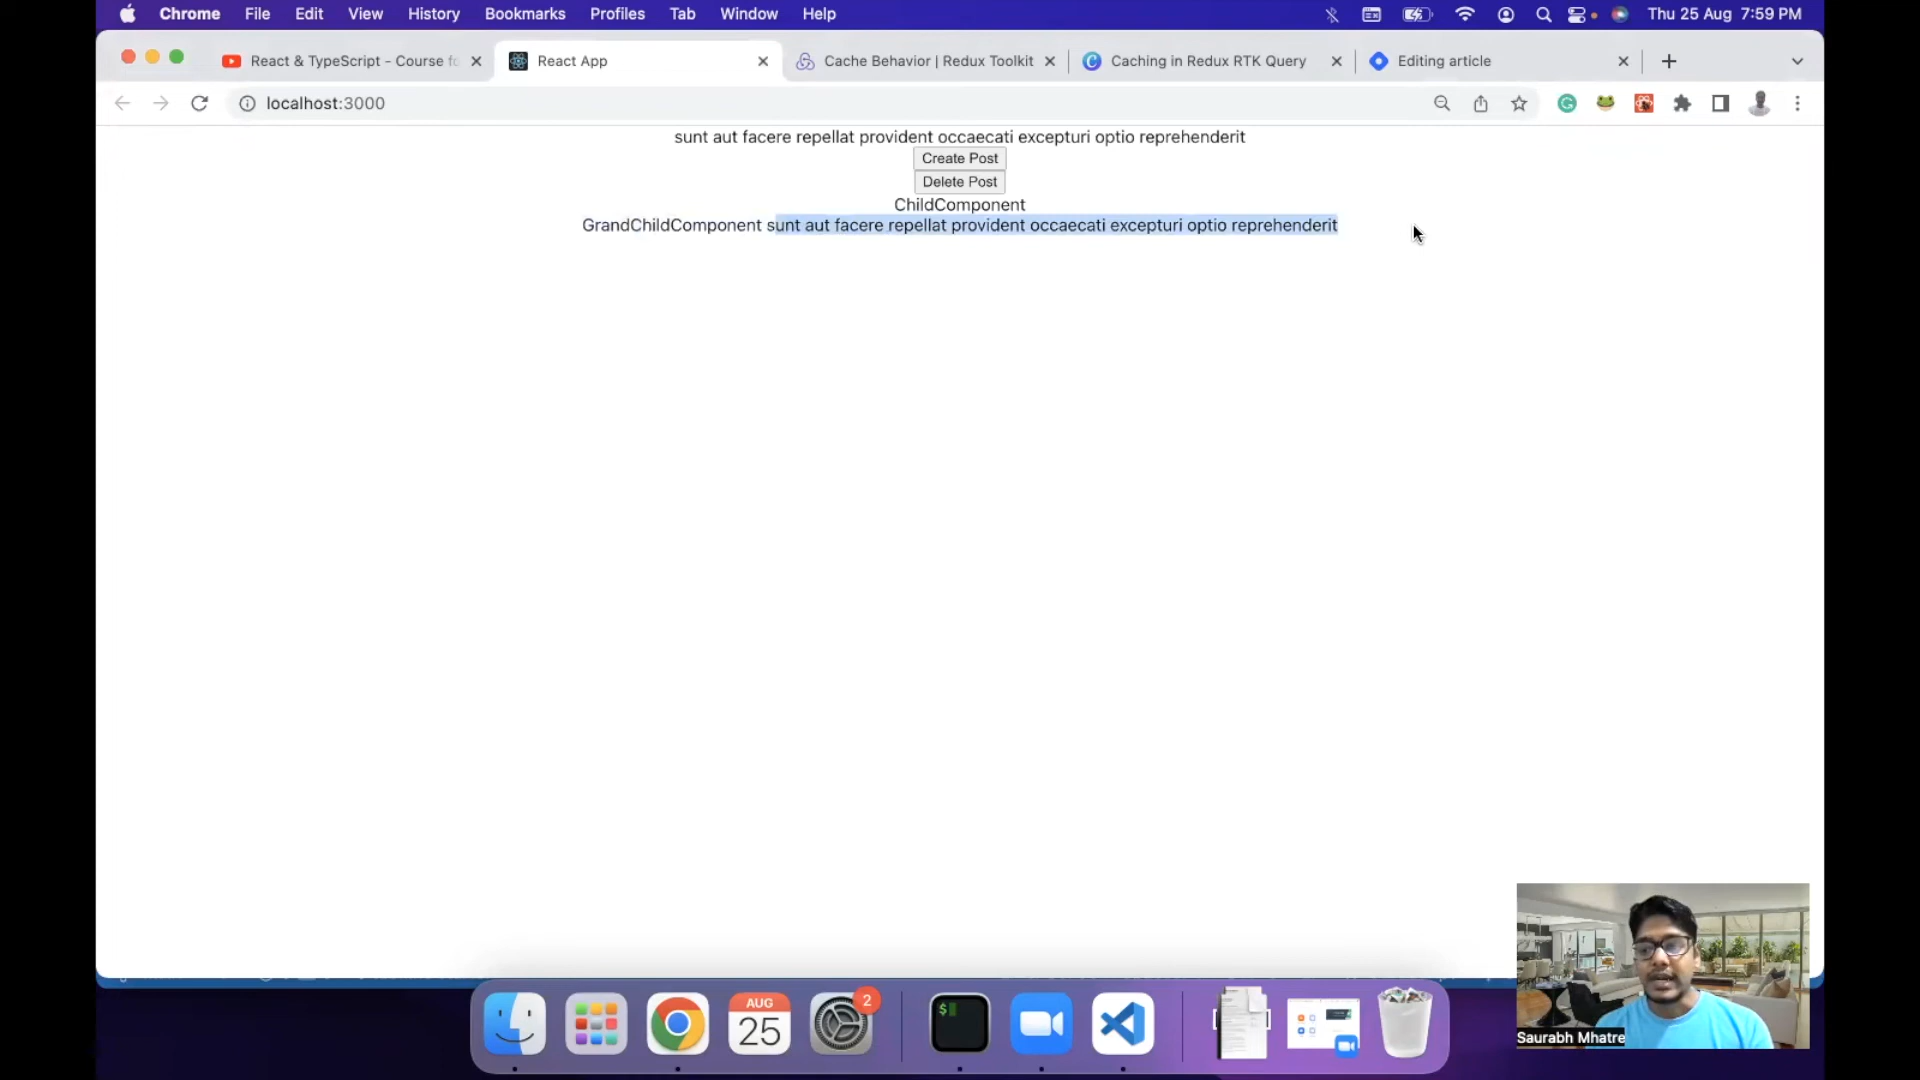 Chrome File Edit View History Bookmarks Profiles Tab Window Help Thu 25 Aug 7:59 PM
React & TypeScript - Course fo React App Cache Behavior | Redux Toolkit Caching in Redux RTK Query Editing article
localhost:3000
sunt aut facere repellat provident occaecati excepturi optio reprehenderit
Create Post
Delete Post
ChildComponent
GrandChildComponent sunt aut facere repellat provident occaecati excepturi optio reprehenderit
AUG
25
2
$
Saurabh Mhatre